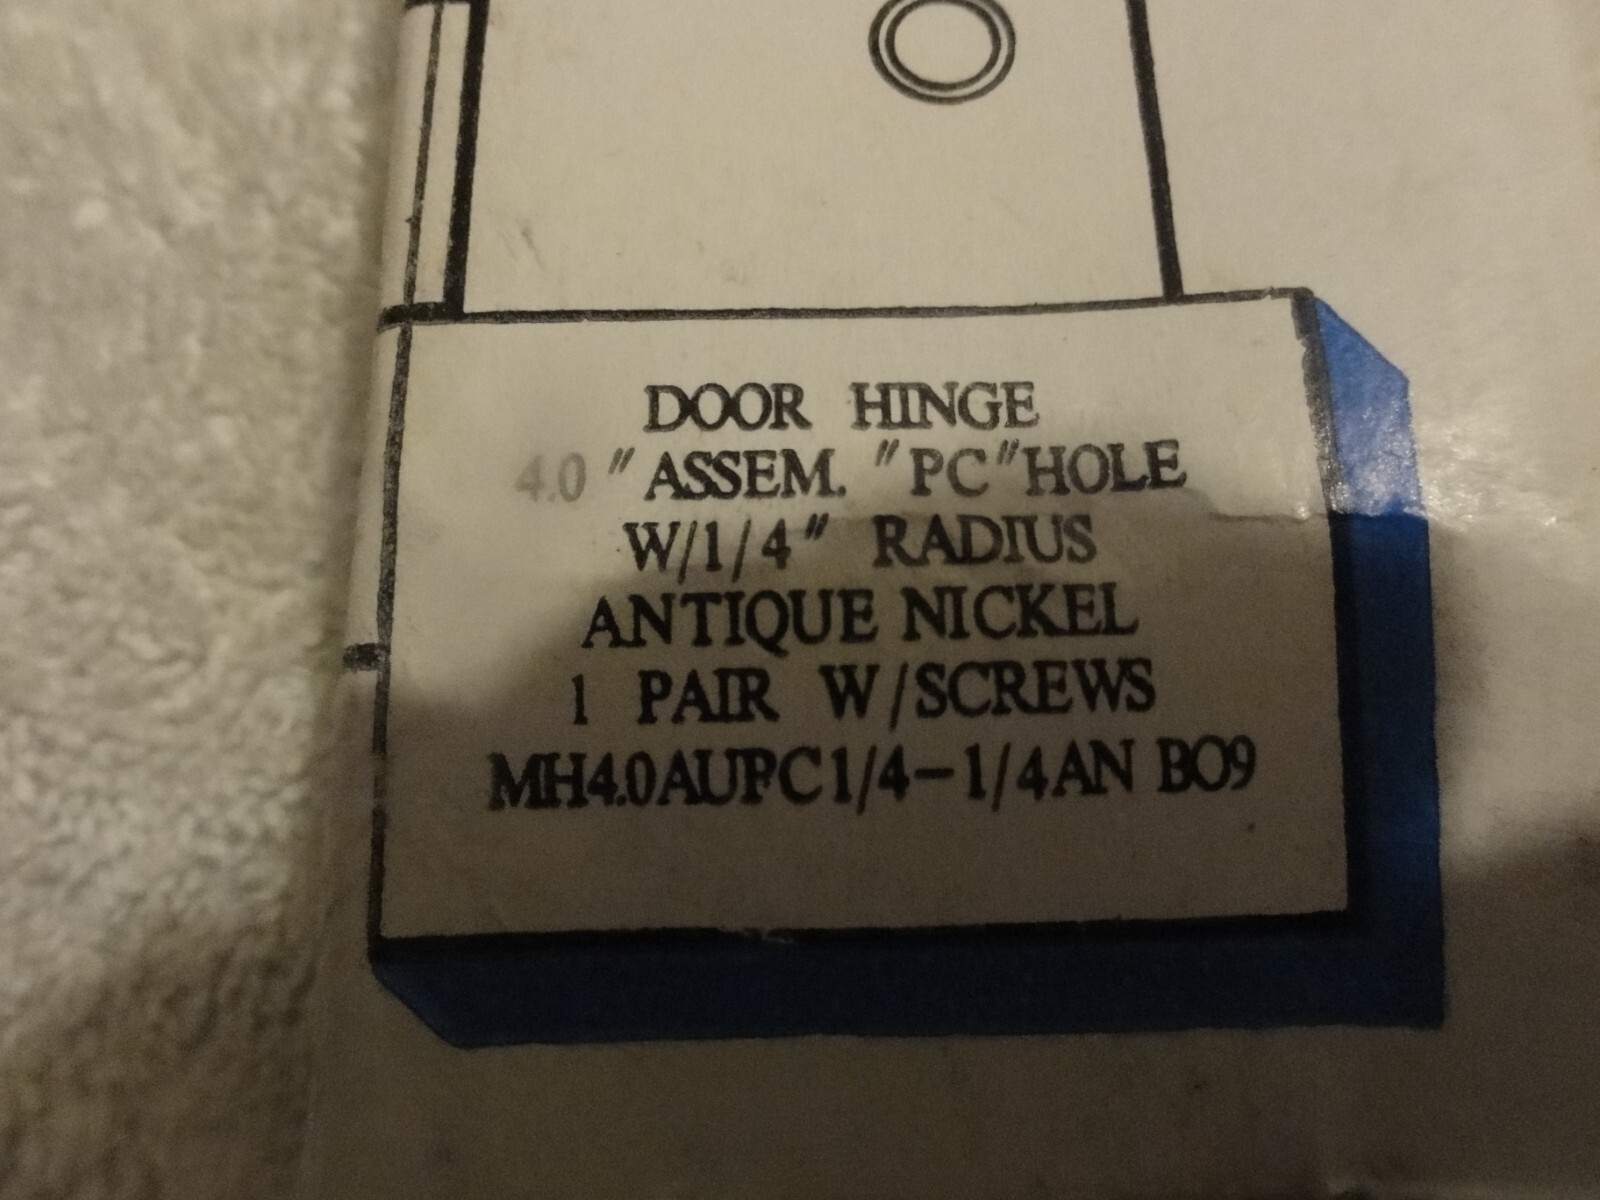 DOOR HINGE
4.0 "ASSEM. "PC"HOLE
W/1/4" RADIUS
ANTIQUE NICKEL
1 PAIR W/SCREWS
MH4.0AUPC1/4-1/4AN BO9